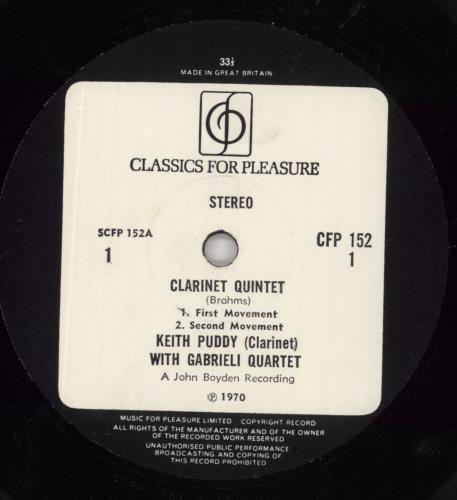 33⅓
MADE IN GREAT BRITAIN
CLASSICS FOR PLEASURE
STEREO
SCFP 152A
1
CFP 152
1
CLARINET QUINTET
(Brahms)
1. First Movement
2. Second Movement
KEITH PUDDY (Clarinet)
WITH GABRIELI QUARTET
A John Boyden Recording
℗ 1970
MUSIC FOR PLEASURE LIMITED COPYRIGHT RECORD
ALL RIGHTS OF THE MANUFACTURER AND OF THE OWNER
OF THE RECORDED WORK RESERVED
UNAUTHORISED PUBLIC PERFORMANCE
BROADCASTING AND COPYING OF
THIS RECORD PROHIBITED